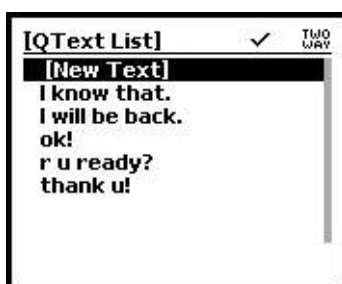 [QText List] ✓ TWO WAY
[New Text]
I know that.
I will be back.
ok!
r u ready?
thank u!